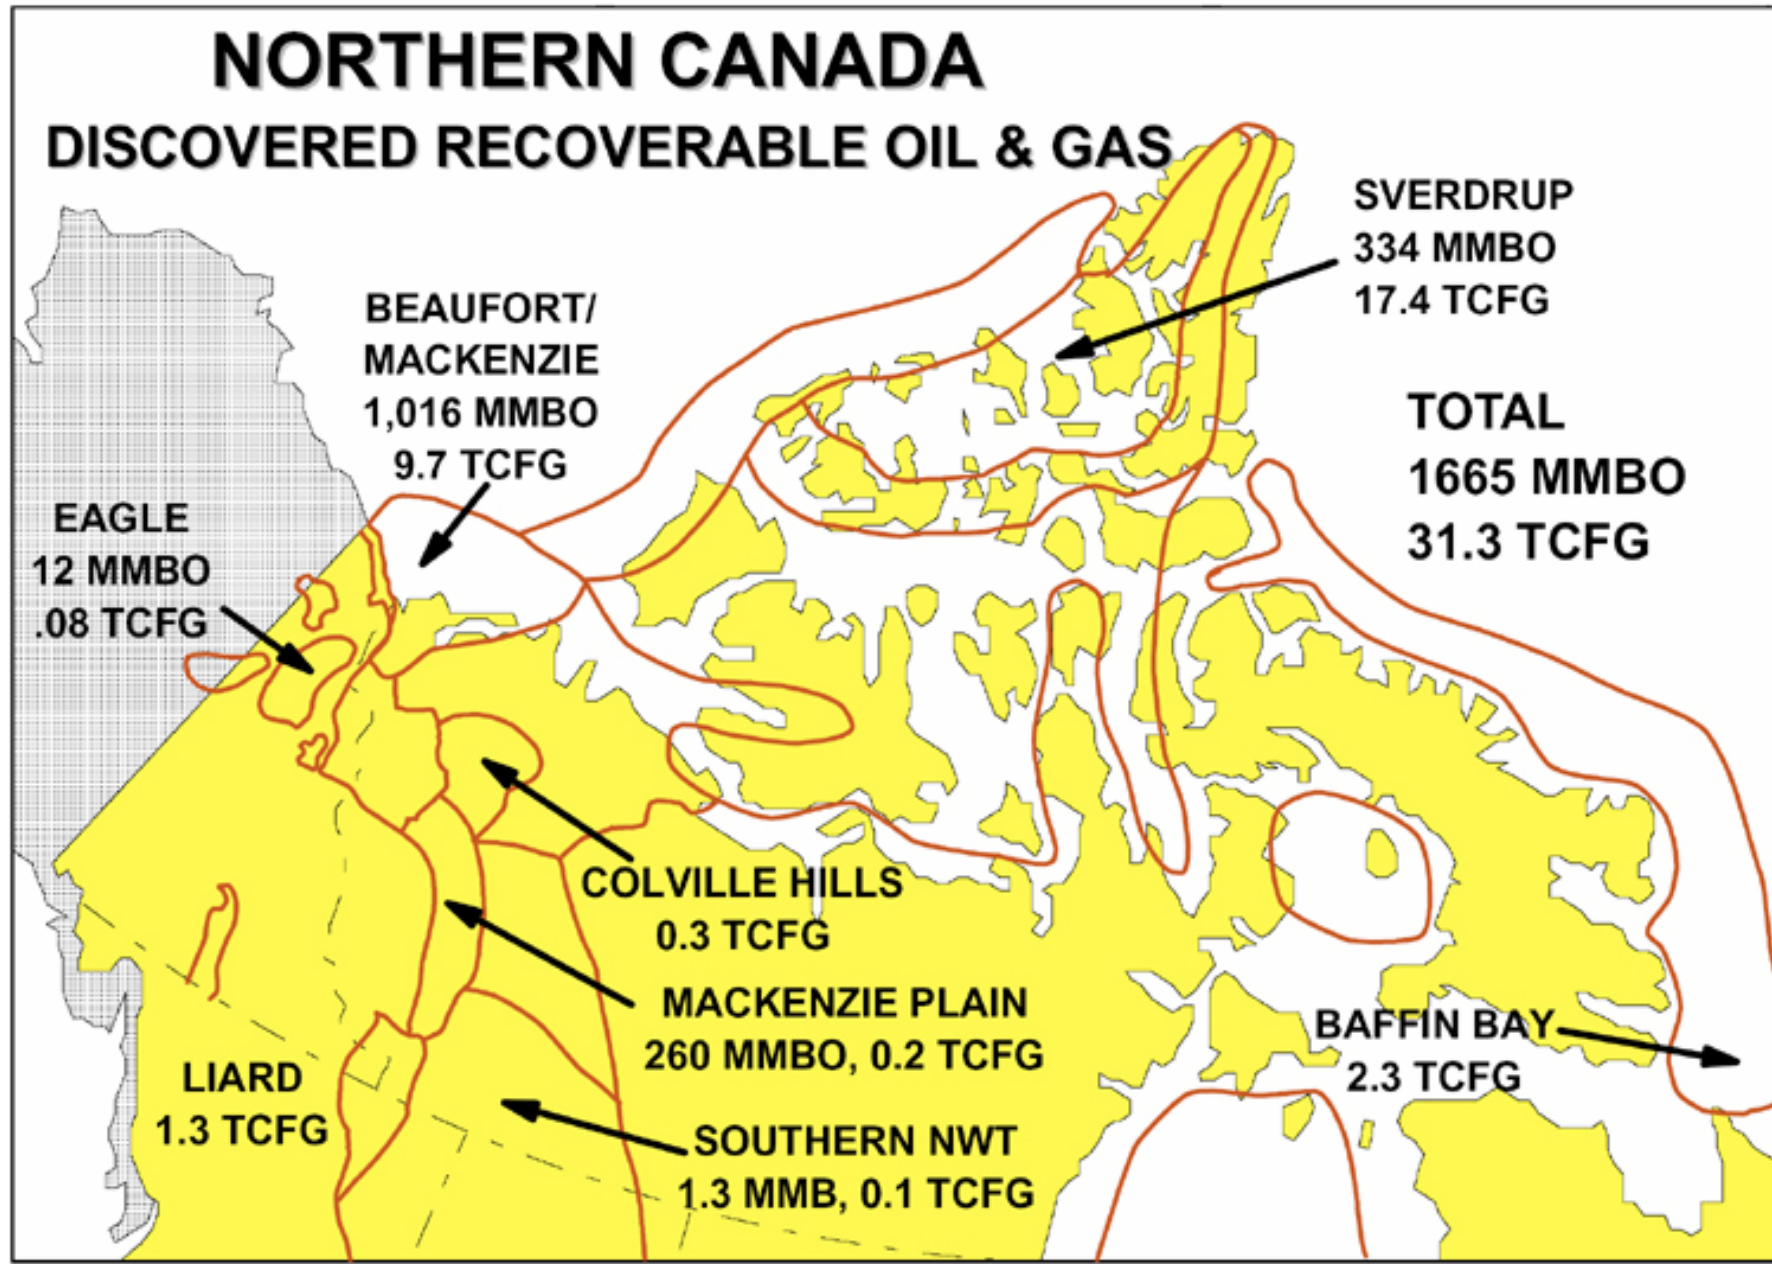 NORTHERN CANADA
DISCOVERED RECOVERABLE OIL & GAS
SVERDRUP
334 MMBO
17.4 TCFG
BEAUFORT/
MACKENZIE
1,016 MMBO
9.7 TCFG
TOTAL
1665 MMBO
31.3 TCFG
EAGLE
12 MMBO
.08 TCFG
COLVILLE HILLS
0.3 TCFG
MACKENZIE PLAIN
260 MMBO, 0.2 TCFG
BAFFIN BAY
2.3 TCFG
LIARD
1.3 TCFG
SOUTHERN NWT
1.3 MMB, 0.1 TCFG